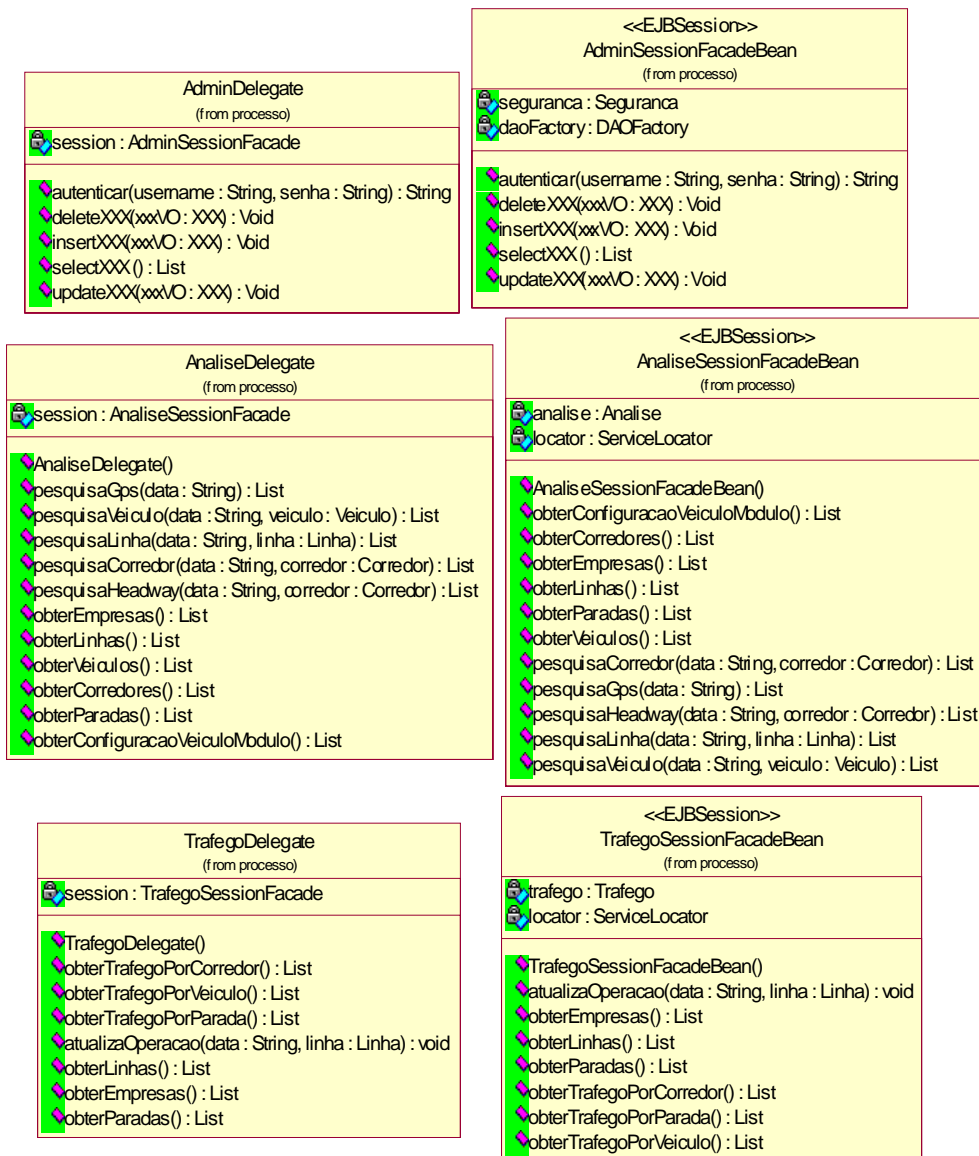 AdminDelegate
(from processo)
session : AdminSessionFacade
autenticar(username : String, senha : String) : String
deleteXXX(xxxVO : XXX) : Void
insertXXX(xxxVO : XXX) : Void
selectXXX() : List
updateXXX(xxxVO : XXX) : Void
<<EJBSession>>
AdminSessionFacadeBean
(from processo)
seguranca : Seguranca
daoFactory : DAOFactory
autenticar(username : String, senha : String) : String
deleteXXX(xxxVO : XXX) : Void
insertXXX(xxxVO : XXX) : Void
selectXXX() : List
updateXXX(xxxVO : XXX) : Void
AnaliseDelegate
(from processo)
session : AnaliseSessionFacade
AnaliseDelegate()
pesquisaGps(data : String) : List
pesquisaVeiculo(data : String, veiculo : Veiculo) : List
pesquisaLinha(data : String, linha : Linha) : List
pesquisaCorredor(data : String, corredor : Corredor) : List
pesquisaHeadway(data : String, corredor : Corredor) : List
obterEmpresas() : List
obterLinhas() : List
obterVeiculos() : List
obterCorredores() : List
obterParadas() : List
obterConfiguracaoVeiculoModulo() : List
<<EJBSession>>
AnaliseSessionFacadeBean
(from processo)
analise : Analise
locator : ServiceLocator
AnaliseSessionFacadeBean()
obterConfiguracaoVeiculoModulo() : List
obterCorredores() : List
obterEmpresas() : List
obterLinhas() : List
obterParadas() : List
obterVeiculos() : List
pesquisaCorredor(data : String, corredor : Corredor) : List
pesquisaGps(data : String) : List
pesquisaHeadway(data : String, corredor : Corredor) : List
pesquisaLinha(data : String, linha : Linha) : List
pesquisaVeiculo(data : String, veiculo : Veiculo) : List
TrafegoDelegate
(from processo)
session : TrafegoSessionFacade
TrafegoDelegate()
obterTrafegoPorCorredor() : List
obterTrafegoPorVeiculo() : List
obterTrafegoPorParada() : List
atualizaOperacao(data : String, linha : Linha) : void
obterLinhas() : List
obterEmpresas() : List
obterParadas() : List
<<EJBSession>>
TrafegoSessionFacadeBean
(from processo)
trafego : Trafego
locator : ServiceLocator
TrafegoSessionFacadeBean()
atualizaOperacao(data : String, linha : Linha) : void
obterEmpresas() : List
obterLinhas() : List
obterParadas() : List
obterTrafegoPorCorredor() : List
obterTrafegoPorParada() : List
obterTrafegoPorVeiculo() : List